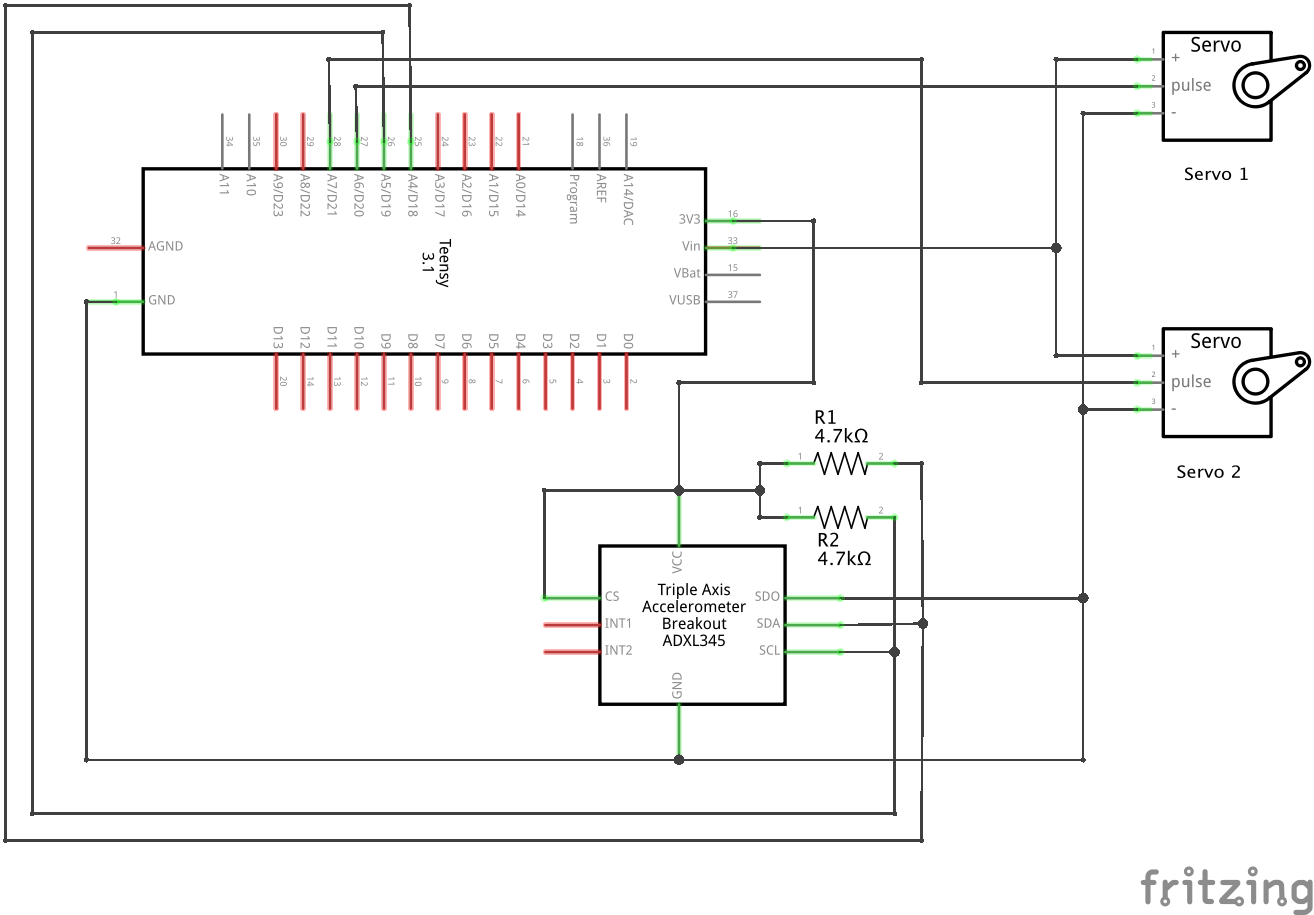 1
Servo
+
2
pulse
3
-
Servo 1
34
35
30
29
28
27
26
25
24
23
22
21
18
36
19
A11
A10
A9/D23
A8/D22
A7/D21
A6/D20
A5/D19
A4/D18
A3/D17
A2/D16
A1/D15
A0/D14
Program
AREF
A14/DAC
3V3
16
32
AGND
Teensy
3.1
Vin
33
VBat
15
1
GND
VUSB
37
D13
D12
D11
D10
D9
D8
D7
D6
D5
D4
D3
D2
D1
D0
20
14
13
12
11
10
9
8
7
6
5
4
3
2
1
Servo
+
2
pulse
3
-
Servo 2
R1
4.7kΩ
1
2
1
2
R2
4.7kΩ
VCC
Triple Axis
Accelerometer
Breakout
ADXL345
CS
INT1
INT2
SDO
SDA
SCL
GND
fritzing